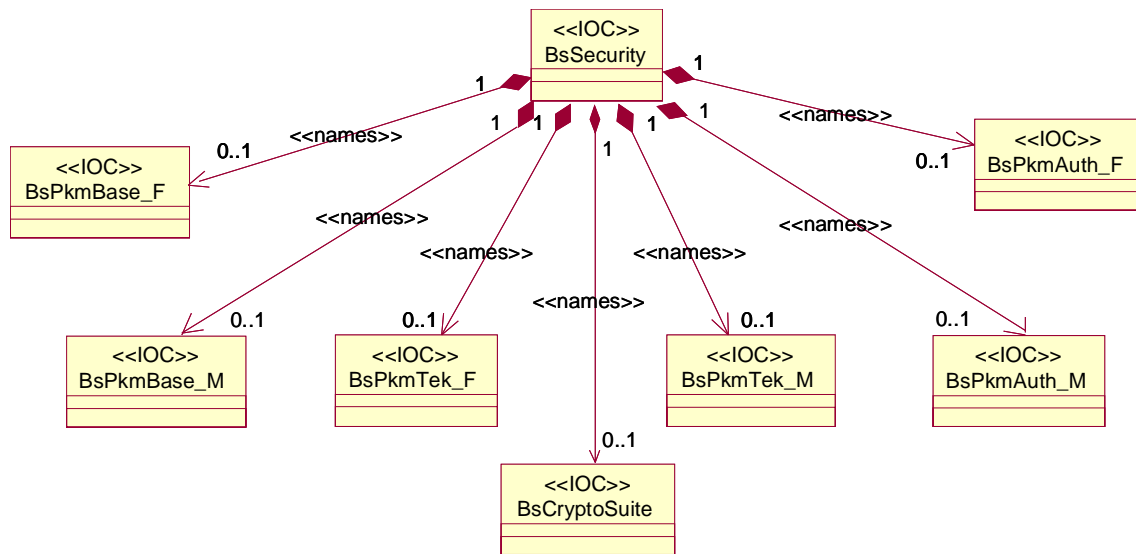 <<IOC>>
BsSecurity
1
1
<<names>>
<<names>>
0..1
0..1
1
1
1
1
1
<<IOC>>
BsPkmBase_F
<<IOC>>
BsPkmAuth_F
<<names>>
<<names>>
<<names>>
<<names>>
<<names>>
0..1
0..1
0..1
0..1
<<IOC>>
BsPkmBase_M
<<IOC>>
BsPkmTek_F
<<IOC>>
BsPkmTek_M
<<IOC>>
BsPkmAuth_M
0..1
<<IOC>>
BsCryptoSuite